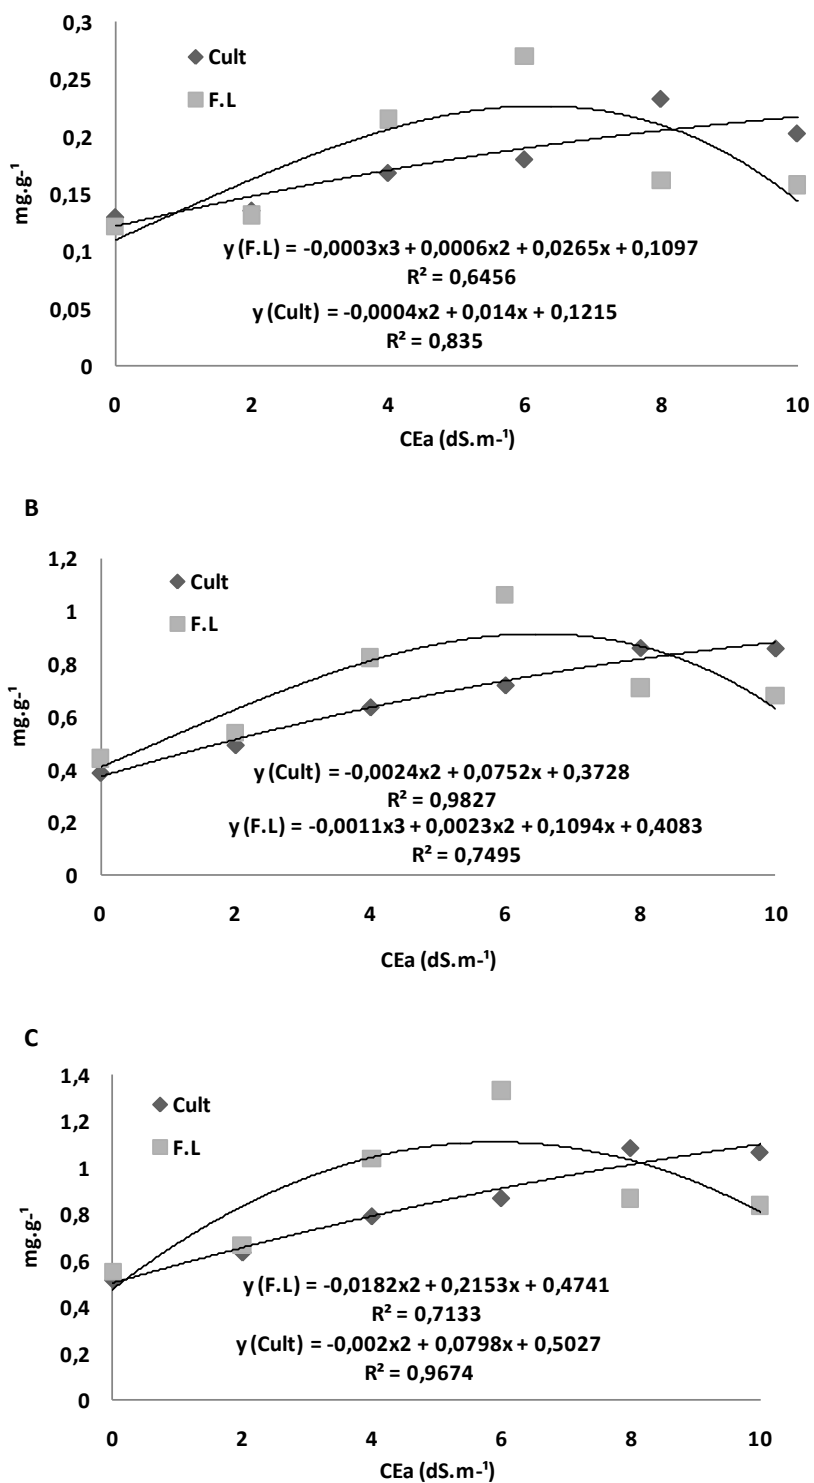 0,3
Cult
0,25
F.L
0,2
mg.g-¹
0,15
0,1
y (F.L) = -0,0003x3 + 0,0006x2 + 0,0265x + 0,1097
R² = 0,6456
0,05
y (Cult) = -0,0004x2 + 0,014x + 0,1215
R² = 0,835
0
0 2 4 6 8 10
CEa (dS.m-¹)
B
1,2
Cult
1
F.L
0,8
mg.g-¹
0,6
0,4
y (Cult) = -0,0024x2 + 0,0752x + 0,3728
R² = 0,9827
0,2
y (F.L) = -0,0011x3 + 0,0023x2 + 0,1094x + 0,4083
R² = 0,7495
0
0 2 4 6 8 10
CEa (dS.m-¹)
C
1,4
Cult
1,2
F.L
1
0,8
mg.g-¹
0,6
y (F.L) = -0,0182x2 + 0,2153x + 0,4741
0,4
R² = 0,7133
y (Cult) = -0,002x2 + 0,0798x + 0,5027
0,2
R² = 0,9674
0
0 2 4 6 8 10
CEa (dS.m-¹)